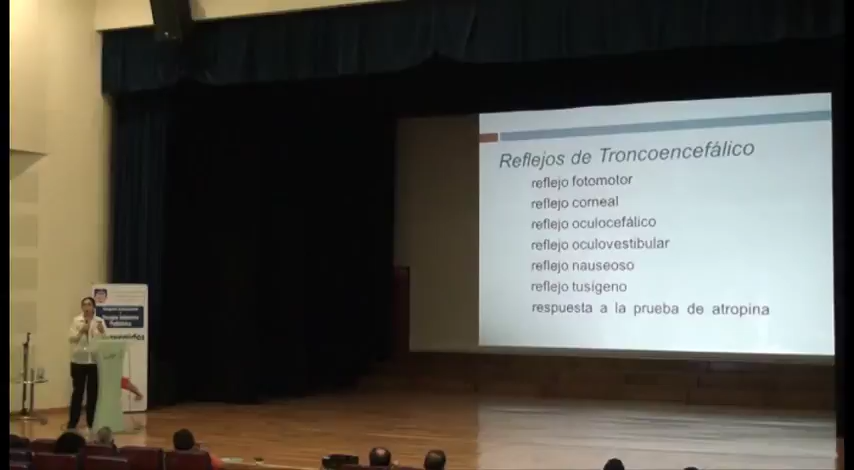 Reflejos de Troncoencefálico
reflejo fotomotor
reflejo corneal
reflejo oculocefálico
reflejo oculovestibular
reflejo nauseoso
reflejo tusígeno
respuesta a la prueba de atropina